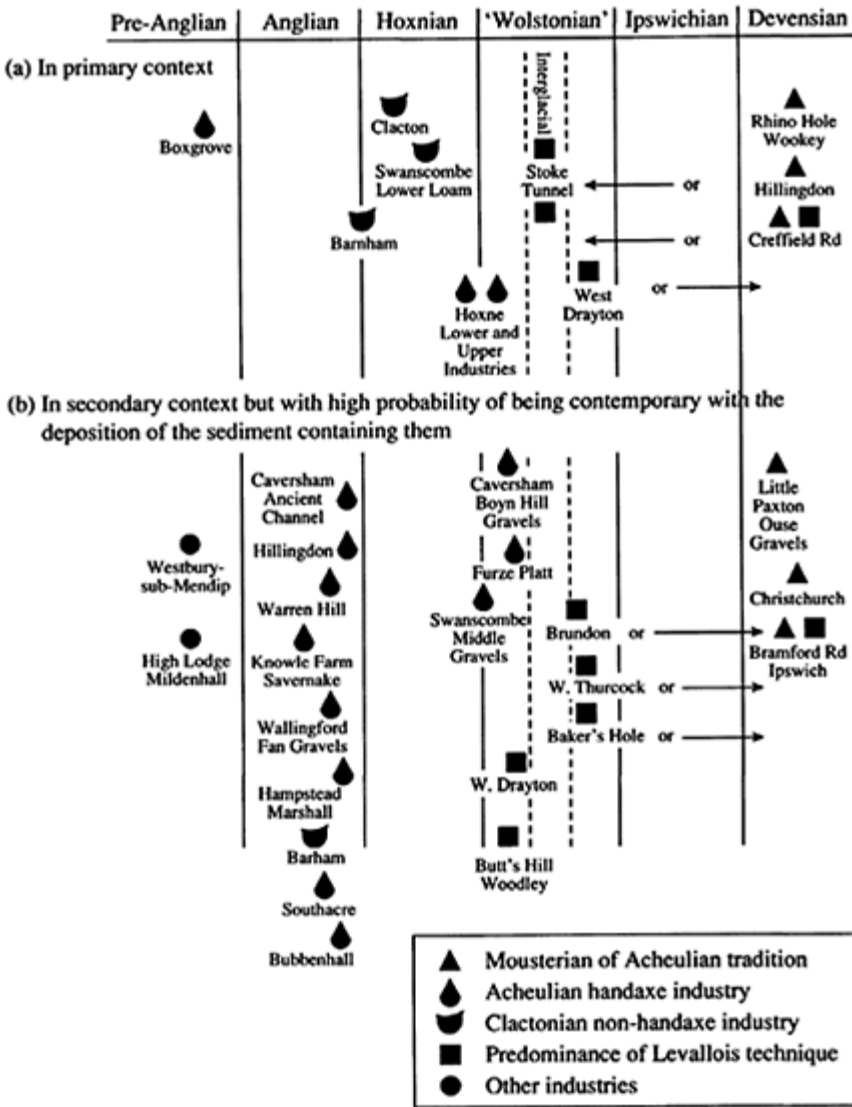 Pre-Anglian Anglian Hoxnian 'Wolstonian' Ipswichian Devensian
(a) In primary context
Interglacial
Boxgrove
Clacton
Swanscombe
Lower Loam
Barnham
Stoke
Tunnel
or
or
Rhino Hole
Wookey
Hillingdon
Creffield Rd
Hoxne
Lower and
Upper
Industries
West
Drayton
or
(b) In secondary context but with high probability of being contemporary with the
deposition of the sediment containing them
Westbury-
sub-Mendip
High Lodge
Mildenhall
Caversham
Ancient
Channel
Hillingdon
Warren Hill
Knowle Farm
Savernake
Wallingford
Fan Gravels
Hampstead
Marshall
Barham
Southacre
Bubbenhall
Caversham
Boyn Hill
Gravels
Furze Platt
Swanscombe
Middle
Gravels
Brundon or
W. Thurcock or
Baker's Hole or
W. Drayton
Butt's Hill
Woodley
Little
Paxton
Ouse
Gravels
Christchurch
Bramford Rd
Ipswich
Mousterian of Acheulian tradition
Acheulian handaxe industry
Clactonian non-handaxe industry
Predominance of Levallois technique
Other industries